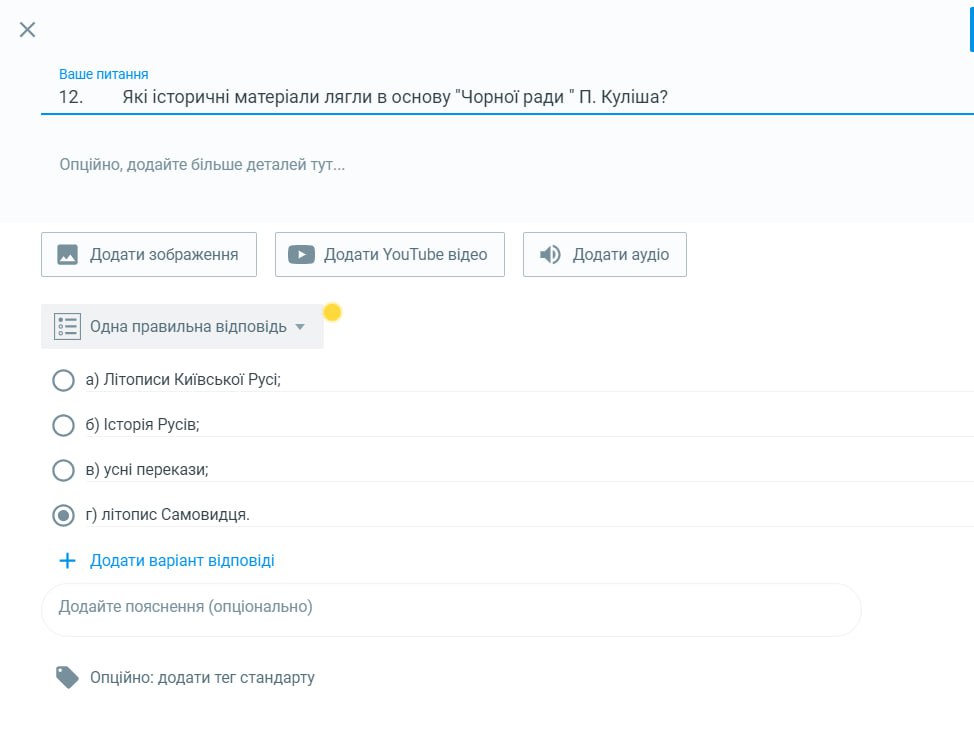 Ваше питання
12. Які історичні матеріали лягли в основу "Чорної ради " П. Куліша?
Опційно, додайте більше деталей тут...
Додати зображення Додати YouTube відео Додати аудіо
Одна правильна відповідь
а) Літописи Київської Русі;
б) Історія Русів;
в) усні перекази;
г) літопис Самовидця.
Додати варіант відповіді
Додайте пояснення (опціонально)
Опційно: додати тег стандарту